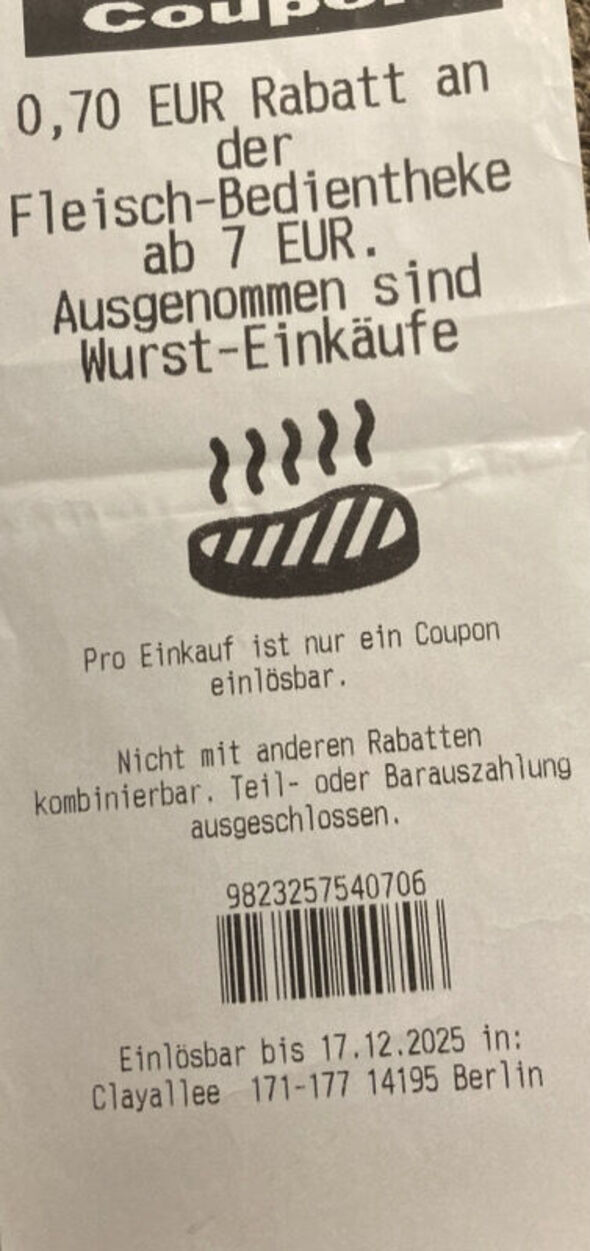 Coupon
0,70 EUR Rabatt an
der
Fleisch-Bedientheke
ab 7 EUR.
Ausgenommen sind
Wurst-Einkäufe
Pro Einkauf ist nur ein Coupon
einlösbar.
Nicht mit anderen Rabatten
kombinierbar. Teil- oder Barauszahlung
ausgeschlossen.
9823257540706
Einlösbar bis 17.12.2025 in:
Clayallee 171-177 14195 Berlin